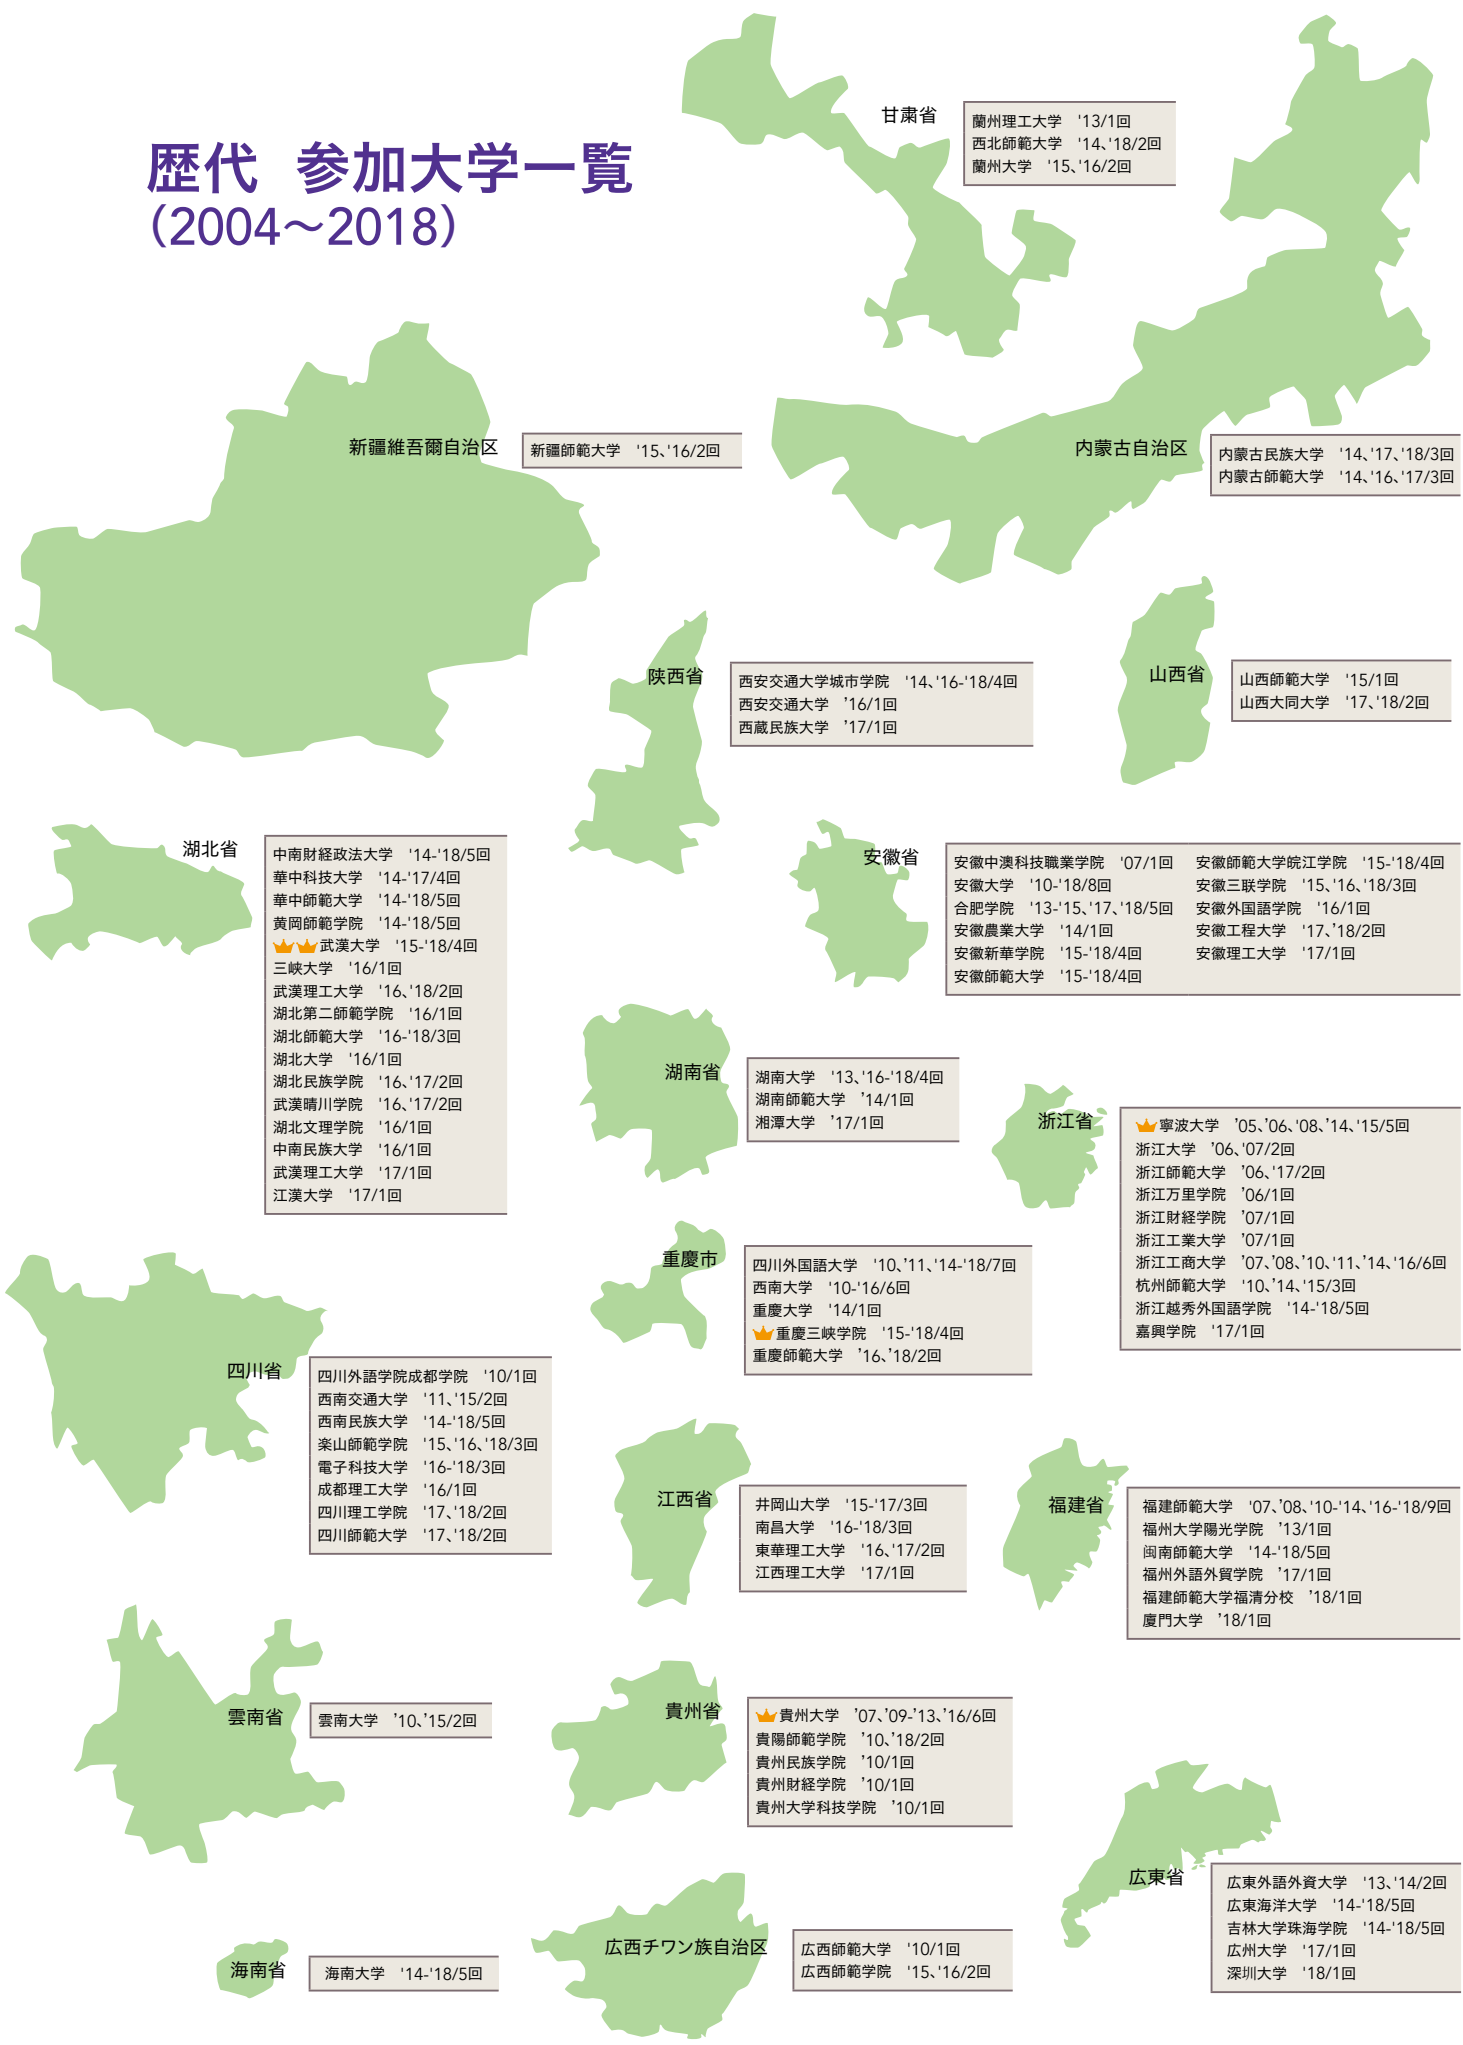 歴代 参加大学一覧
（2004～2018）
甘粛省
蘭州理工大学 '13/1回
西北師範大学 '14、'18/2回
蘭州大学 '15、'16/2回
新疆維吾爾自治区
新疆師範大学 '15、'16/2回
内蒙古自治区
内蒙古民族大学 '14、'17、'18/3回
内蒙古師範大学 '14、'16、'17/3回
陝西省
西安交通大学城市学院 '14、'16-'18/4回
西安交通大学 ’16/1回
西蔵民族大学 ’17/1回
山西省
山西師範大学 '15/1回
山西大同大学 '17、'18/2回
湖北省
中南財経政法大学 '14-'18/5回
華中科技大学 '14-'17/4回
華中師範大学 '14-'18/5回
黄岡師範学院 '14-'18/5回
武漢大学 '15-'18/4回
三峡大学 '16/1回
武漢理工大学 '16、'18/2回
湖北第二師範学院 '16/1回
湖北師範大学 '16-'18/3回
湖北大学 '16/1回
湖北民族学院 '16、'17/2回
武漢晴川学院 '16、'17/2回
湖北文理学院 '16/1回
中南民族大学 '16/1回
武漢理工大学 '17/1回
江漢大学 '17/1回
安徽省
安徽中澳科技職業学院 '07/1回
安徽大学 '10-'18/8回
合肥学院 '13-'15、'17、'18/5回
安徽農業大学 '14/1回
安徽新華学院 '15-'18/4回
安徽師範大学 '15-'18/4回
安徽師範大学皖江学院 '15-'18/4回
安徽三联学院 '15、'16、'18/3回
安徽外国語学院 '16/1回
安徽工程大学 '17、’18/2回
安徽理工大学 '17/1回
湖南省
湖南大学 '13、'16-'18/4回
湖南師範大学 ’14/1回
湘潭大学 ’17/1回
浙江省
寧波大学 ’05、’06、'08、’14、'15/5回
浙江大学 ’06、'07/2回
浙江師範大学 ’06、'17/2回
浙江万里学院 ’06/1回
浙江財経学院 ’07/1回
浙江工業大学 ’07/1回
浙江工商大学 ’07、’08、’10、'11、’14、'16/6回
杭州師範大学 '10、’14、'15/3回
浙江越秀外国語学院 '14-'18/5回
嘉興学院 '17/1回
重慶市
四川外国語大学 '10、’11、'14-'18/7回
西南大学 '10-'16/6回
重慶大学 '14/1回
重慶三峡学院 '15-'18/4回
重慶師範大学 ’16、’18/2回
四川省
四川外語学院成都学院 '10/1回
西南交通大学 '11、'15/2回
西南民族大学 '14-'18/5回
楽山師範学院 '15、'16、'18/3回
電子科技大学 '16-'18/3回
成都理工大学 '16/1回
四川理工学院 '17、'18/2回
四川師範大学 '17、'18/2回
江西省
井岡山大学 '15-'17/3回
南昌大学 '16-'18/3回
東華理工大学 '16、'17/2回
江西理工大学 '17/1回
福建省
福建師範大学 '07、’08、'10-'14、'16-'18/9回
福州大学陽光学院 ’13/1回
闽南師範大学 '14-'18/5回
福州外語外貿学院 ’17/1回
福建師範大学福清分校 ’18/1回
廈門大学 ’18/1回
雲南省
雲南大学 ’10、’15/2回
貴州省
貴州大学 ’07、’09-’13、’16/6回
貴陽師範学院 ’10、’18/2回
貴州民族学院 ’10/1回
貴州財経学院 ’10/1回
貴州大学科技学院 ’10/1回
広東省
広東外語外資大学 '13、'14/2回
広東海洋大学 '14-'18/5回
吉林大学珠海学院 '14-'18/5回
広州大学 '17/1回
深圳大学 '18/1回
海南省
海南大学 '14-'18/5回
広西チワン族自治区
広西師範大学 '10/1回
広西師範学院 '15、'16/2回